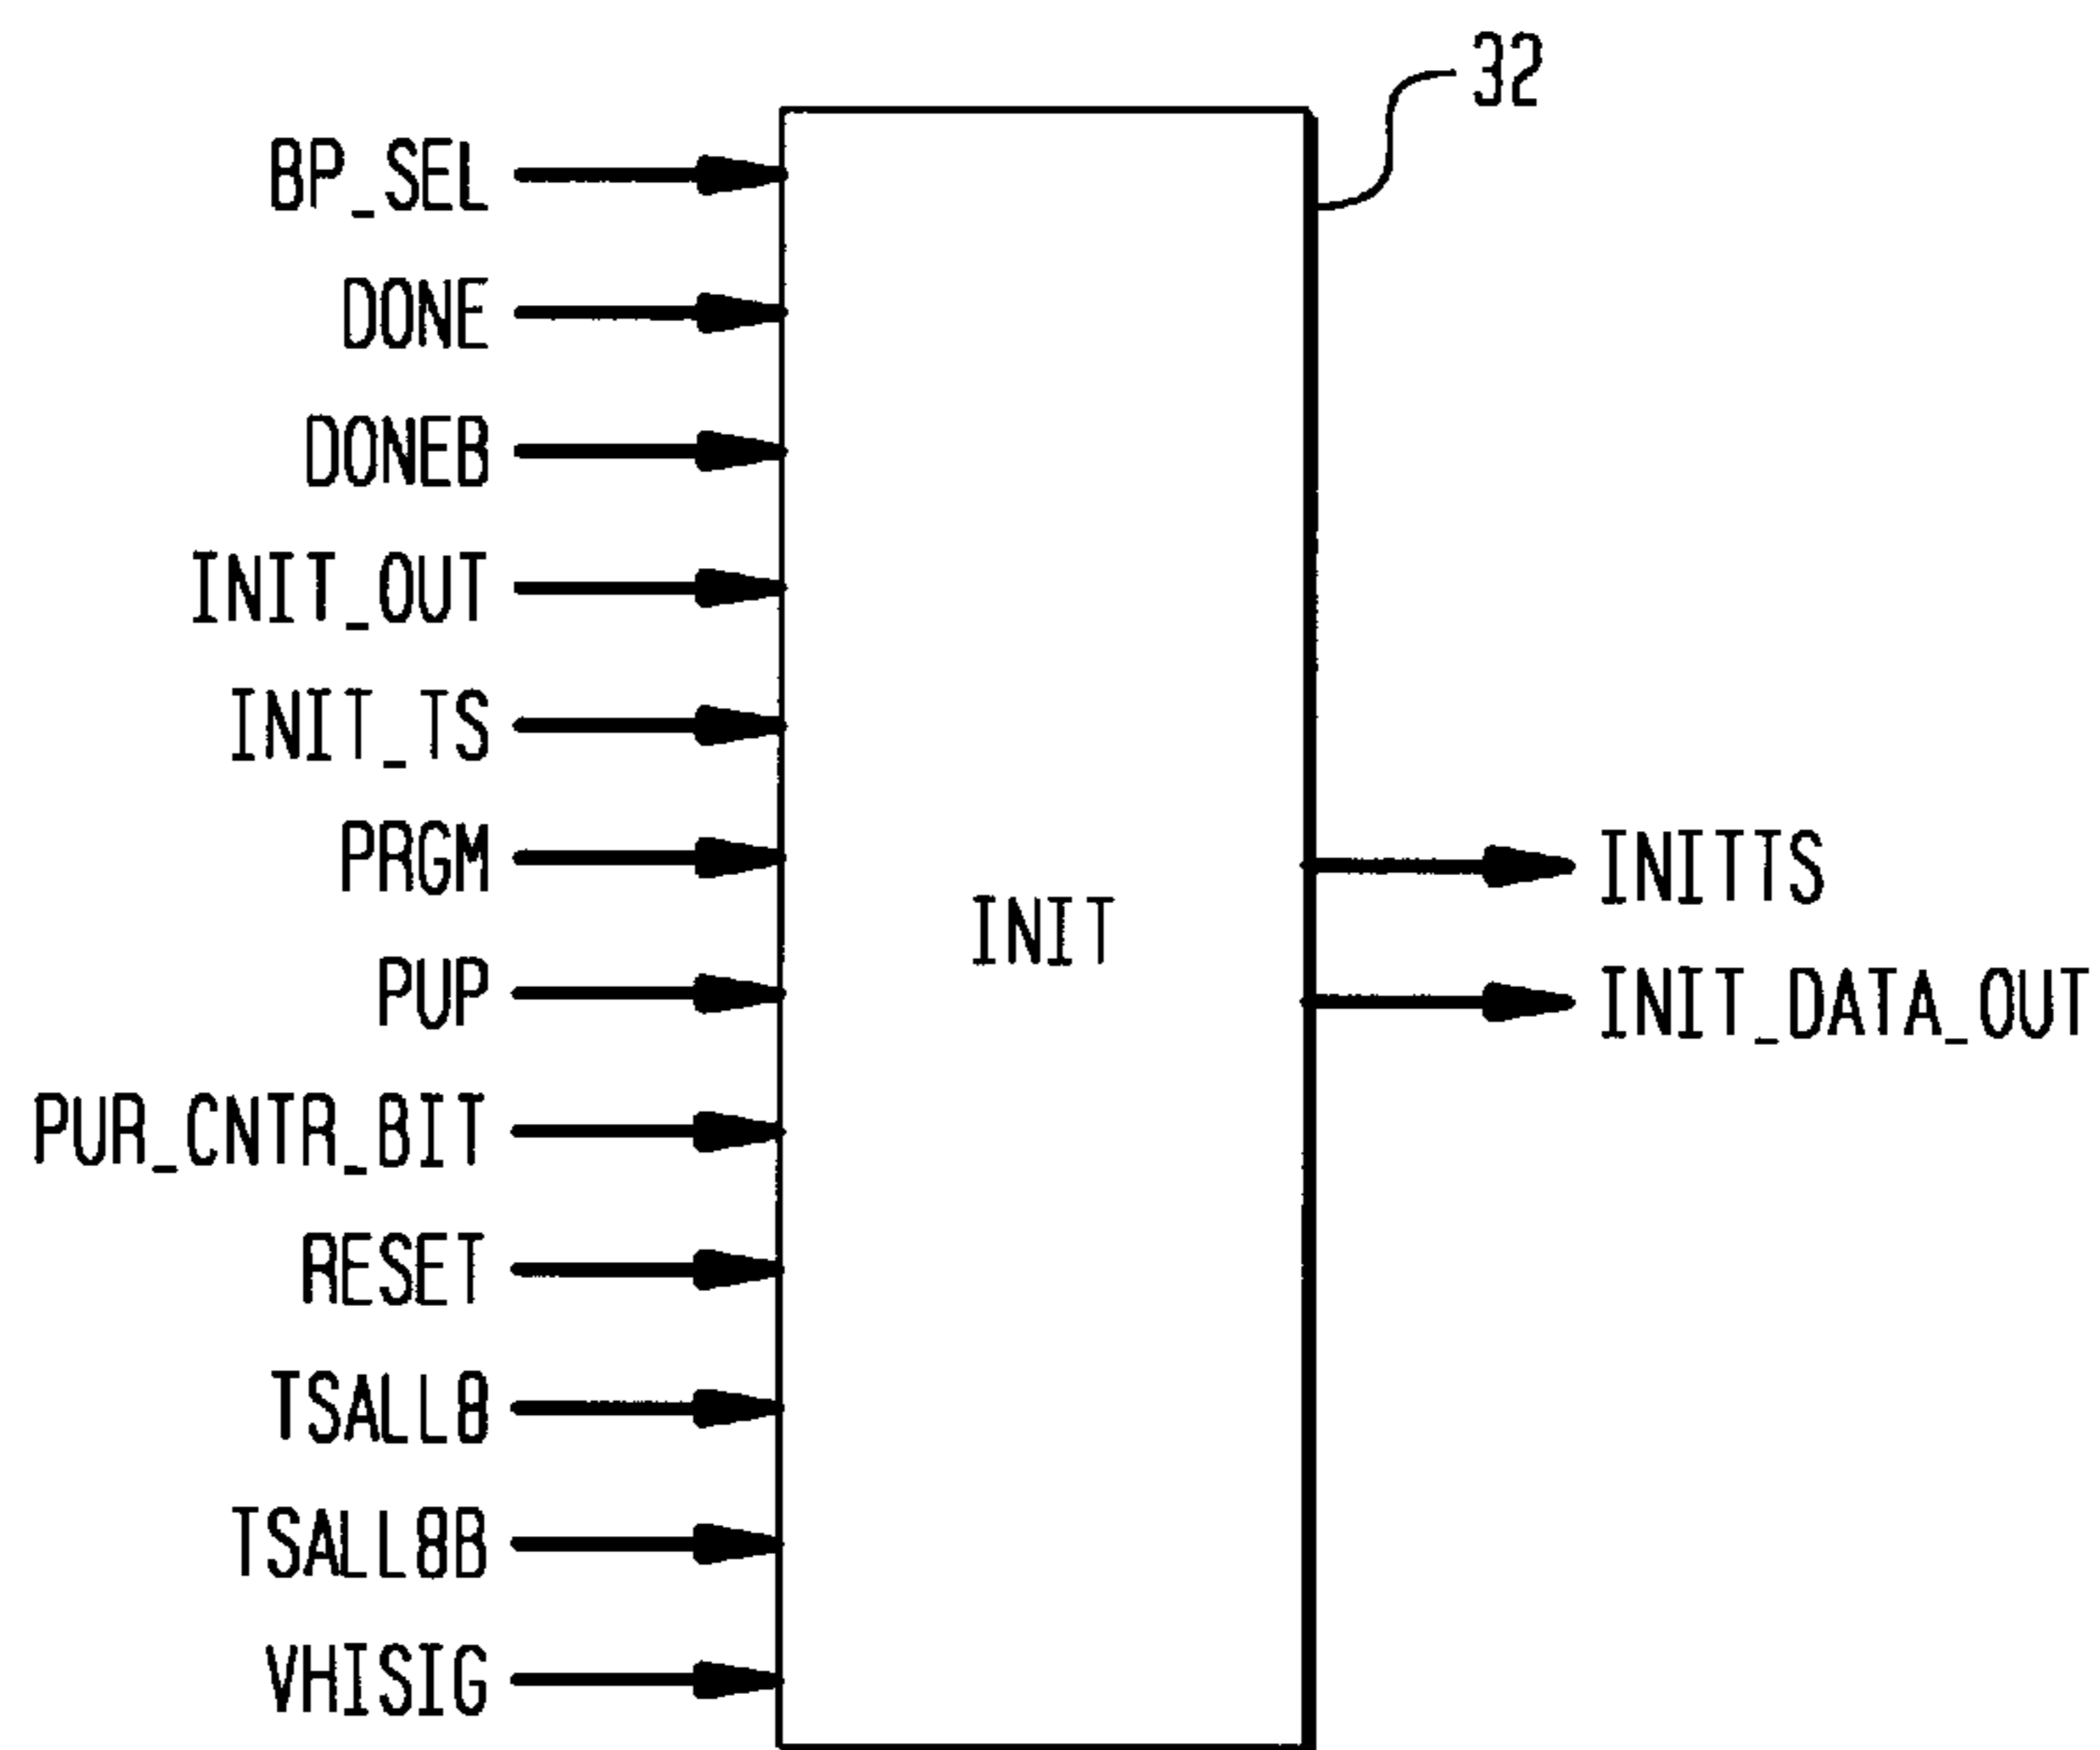 32
BP_SEL
DONE
DONEB
INIT_OUT
INIT_TS
PRGM
INITTS
INIT
PUP
INIT_DATA_OUT
PUR_CNTR_BIT
RESET
TSALL8
TSALL8B
VHISIG